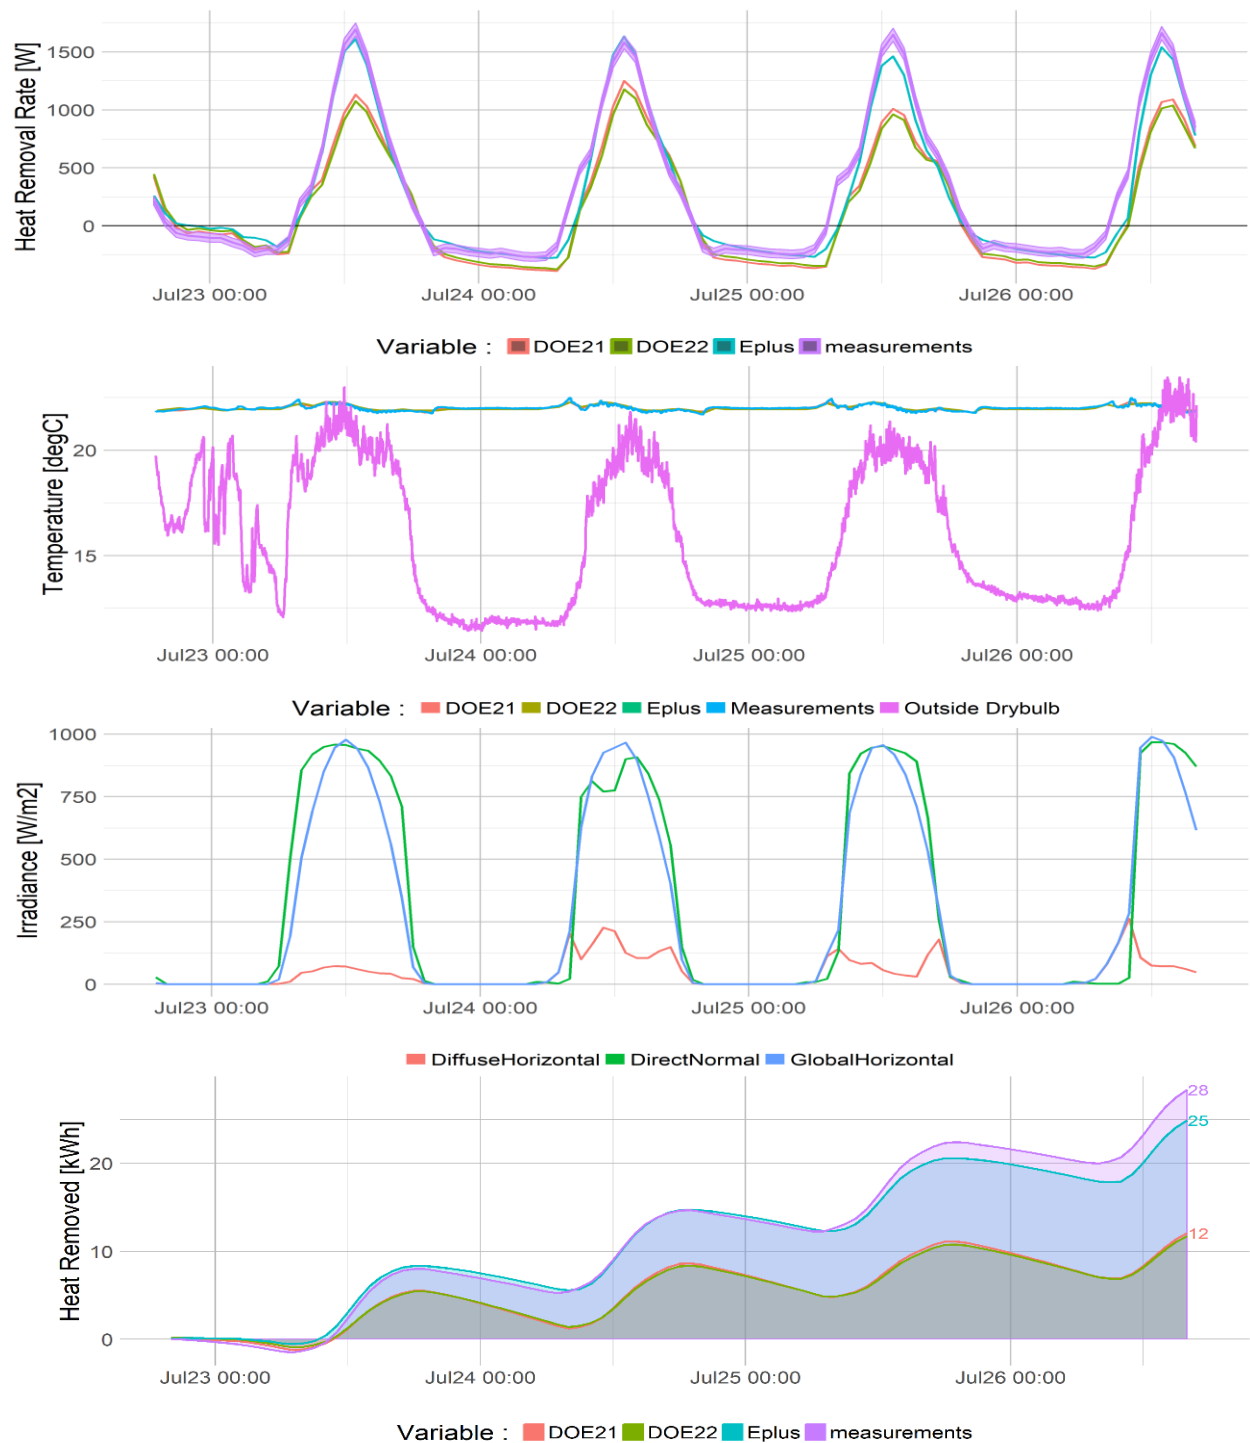 Heat Removal Rate [W]
1500
1000
500
0
Jul23 00:00 Jul24 00:00 Jul25 00:00 Jul26 00:00
Variable : DOE21 DOE22 Eplus measurements
Temperature [degC]
20
15
Jul23 00:00 Jul24 00:00 Jul25 00:00 Jul26 00:00
Variable : DOE21 DOE22 Eplus Measurements Outside Drybulb
Irradiance [W/m2]
1000
750
500
250
0
Jul23 00:00 Jul24 00:00 Jul25 00:00 Jul26 00:00
DiffuseHorizontal DirectNormal GlobalHorizontal
Heat Removed [kWh]
28
25
20
12
10
0
Jul23 00:00 Jul24 00:00 Jul25 00:00 Jul26 00:00
Variable : DOE21 DOE22 Eplus measurements